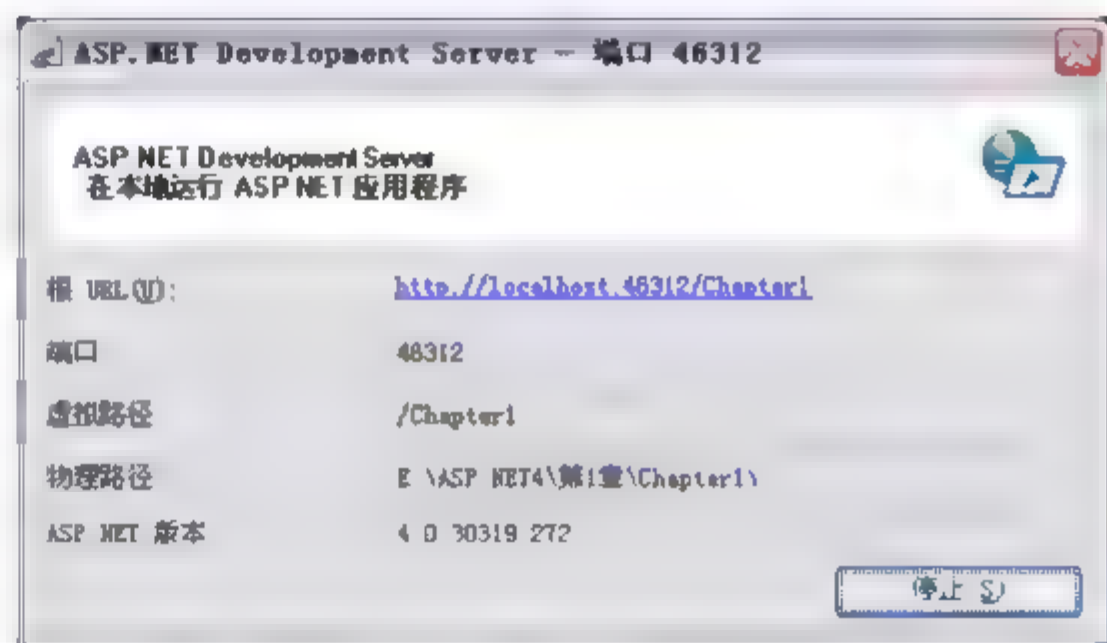 ASP.NET Development Server - 端口 46312
ASP.NET Development Server
在本地运行 ASP.NET 应用程序
根 URL(U): http://localhost:46312/Chapter1
端口 46312
虚拟路径 /Chapter1
物理路径 E:\ASP.NET4\第1章\Chapter1\
ASP.NET 版本 4.0.30319.272
停止(S)